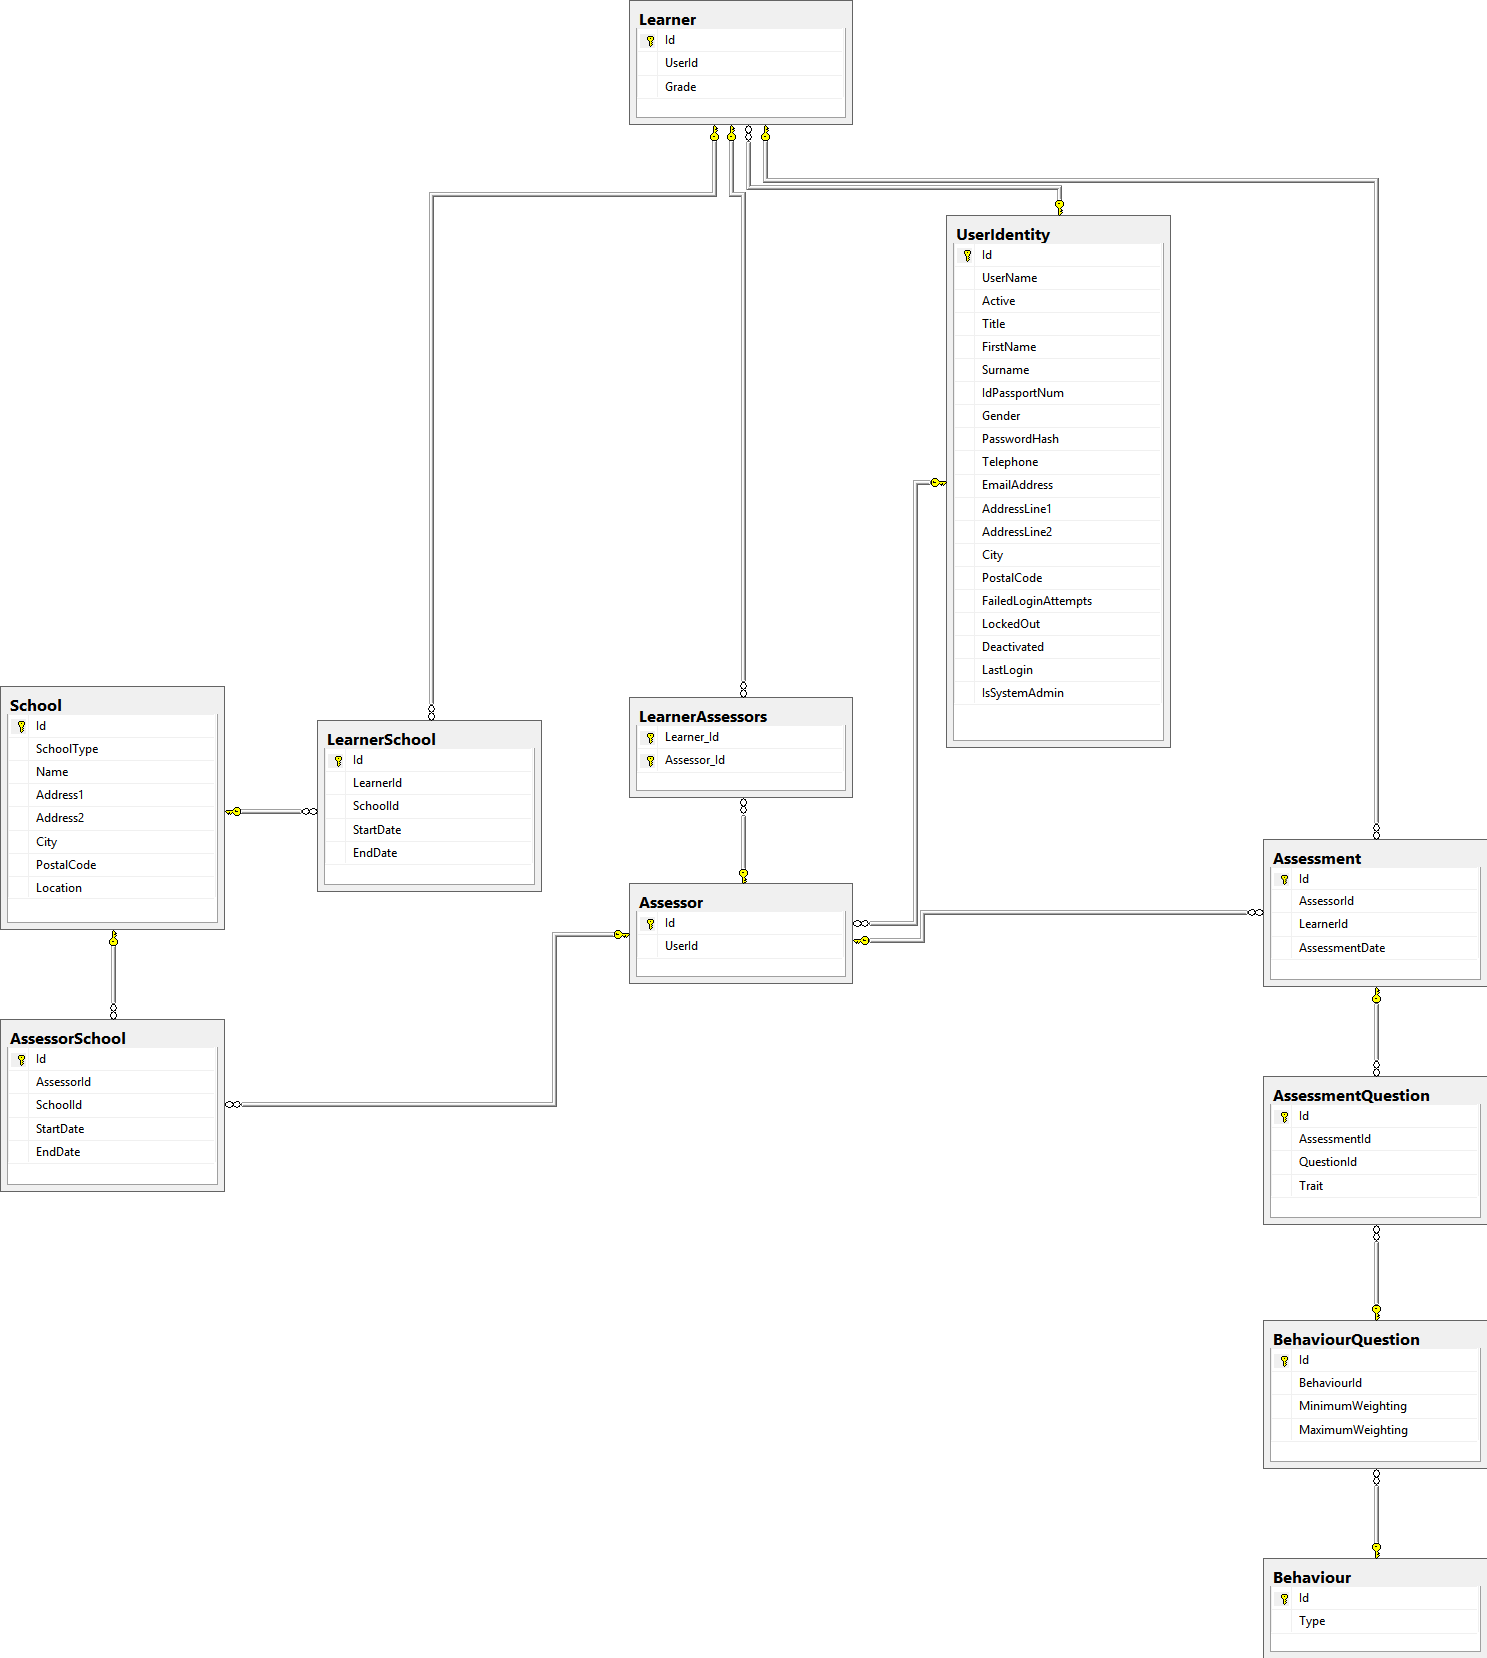 Learner
Id
UserId
Grade
UserIdentity
Id
UserName
Active
Title
FirstName
Surname
IdPassportNum
Gender
PasswordHash
Telephone
EmailAddress
AddressLine1
AddressLine2
City
PostalCode
FailedLoginAttempts
LockedOut
Deactivated
LastLogin
IsSystemAdmin
School
Id
SchoolType
Name
Address1
Address2
City
PostalCode
Location
LearnerSchool
Id
LearnerId
SchoolId
StartDate
EndDate
LearnerAssessors
Learner_Id
Assessor_Id
Assessor
Id
UserId
Assessment
Id
AssessorId
LearnerId
AssessmentDate
AssessorSchool
Id
AssessorId
SchoolId
StartDate
EndDate
AssessmentQuestion
Id
AssessmentId
QuestionId
Trait
BehaviourQuestion
Id
BehaviourId
MinimumWeighting
MaximumWeighting
Behaviour
Id
Type